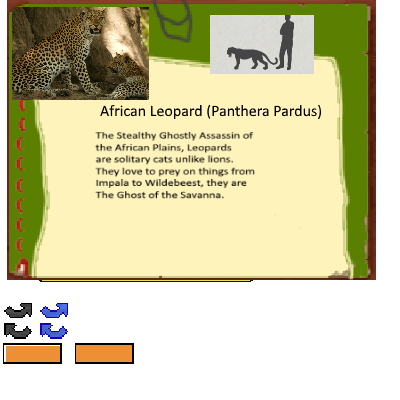 African Leopard (Panthera Pardus)
The Stealthy Ghostly Assassin of
the African Plains, Leopards
are solitary cats unlike lions.
They love to prey on things from
Impala to Wildebeest, they are
The Ghost of the Savanna.